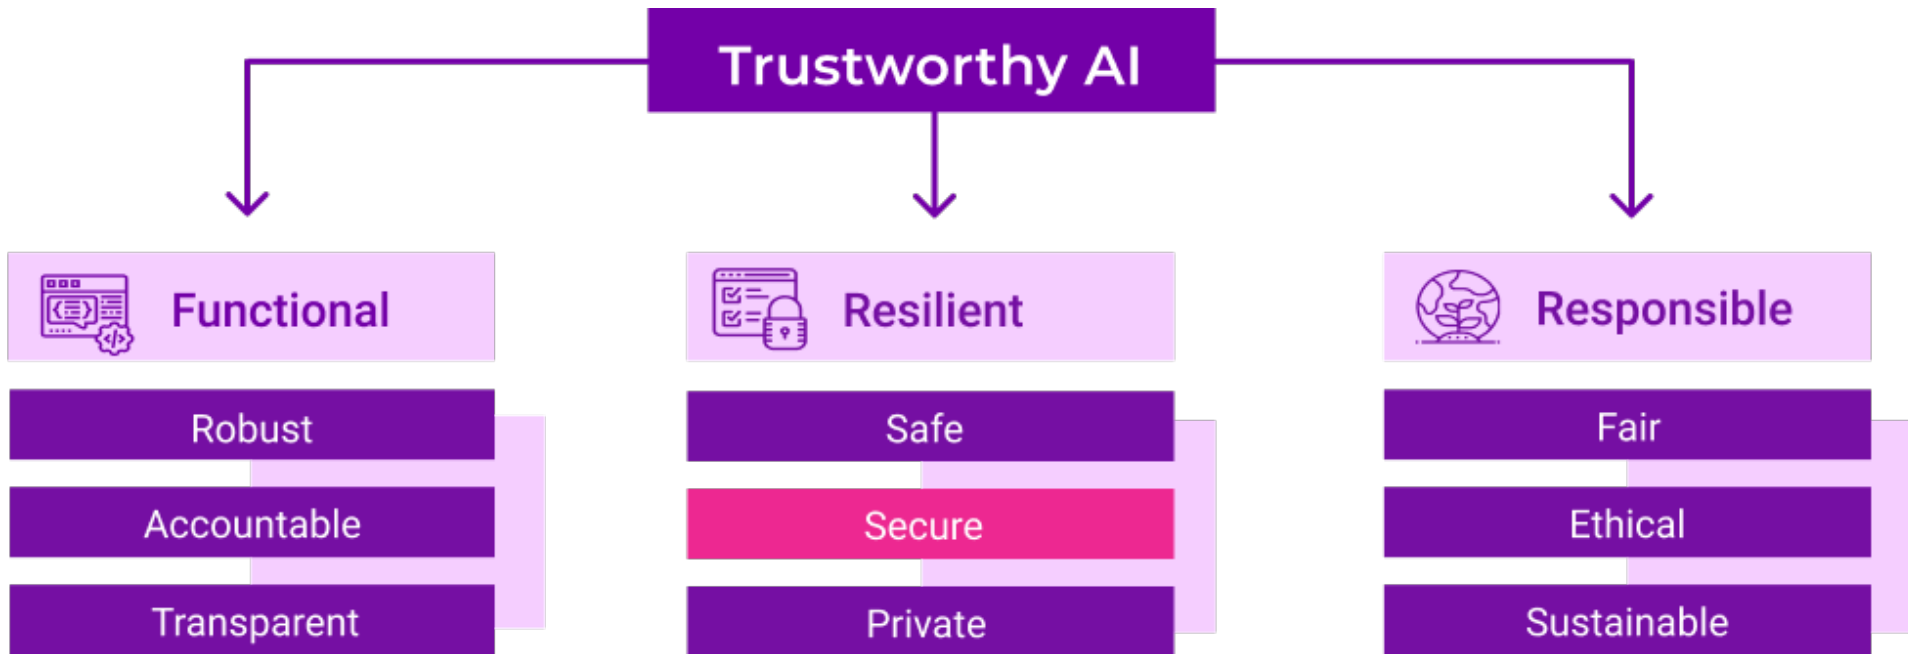 Trustworthy AI
Functional
Robust
Accountable
Transparent
Resilient
Safe
Secure
Private
Responsible
Fair
Ethical
Sustainable